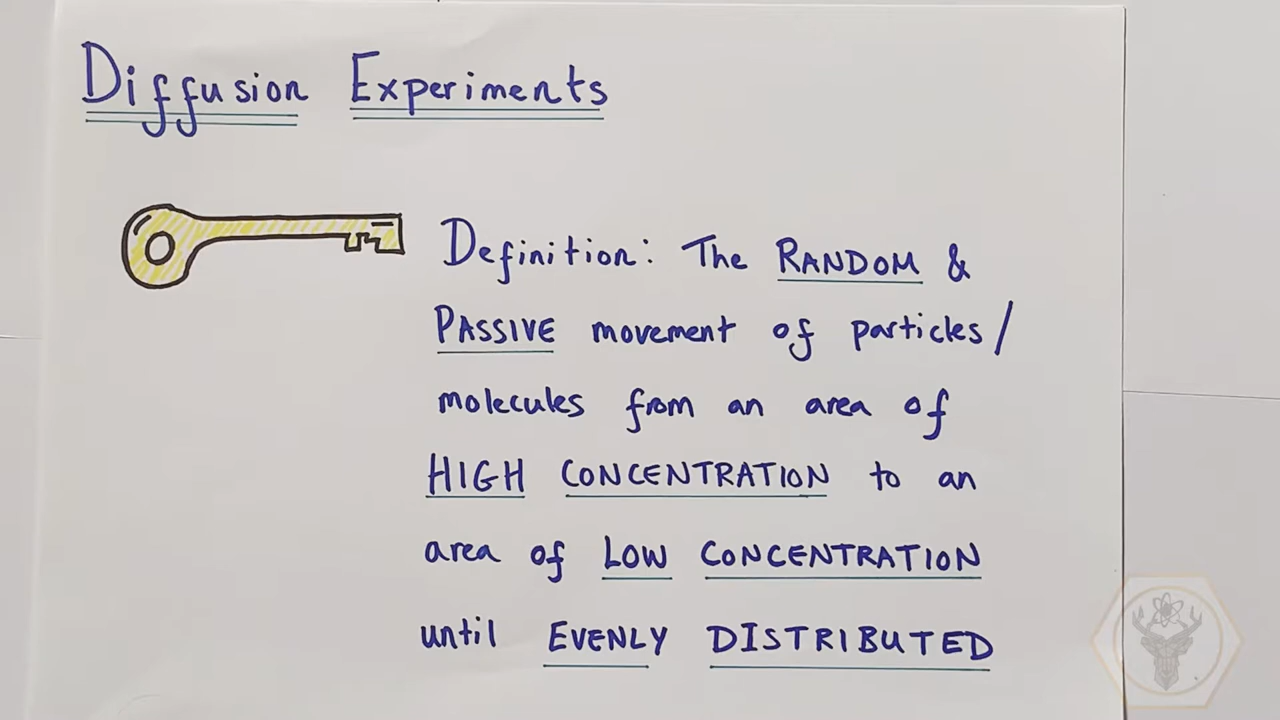 Diffusion Experiments
Definition: The RANDOM &
PASSIVE movement of particles/
molecules from an area of
HIGH CONCENTRATION to an
area of LOW CONCENTRATION
until EVENLY DISTRIBUTED